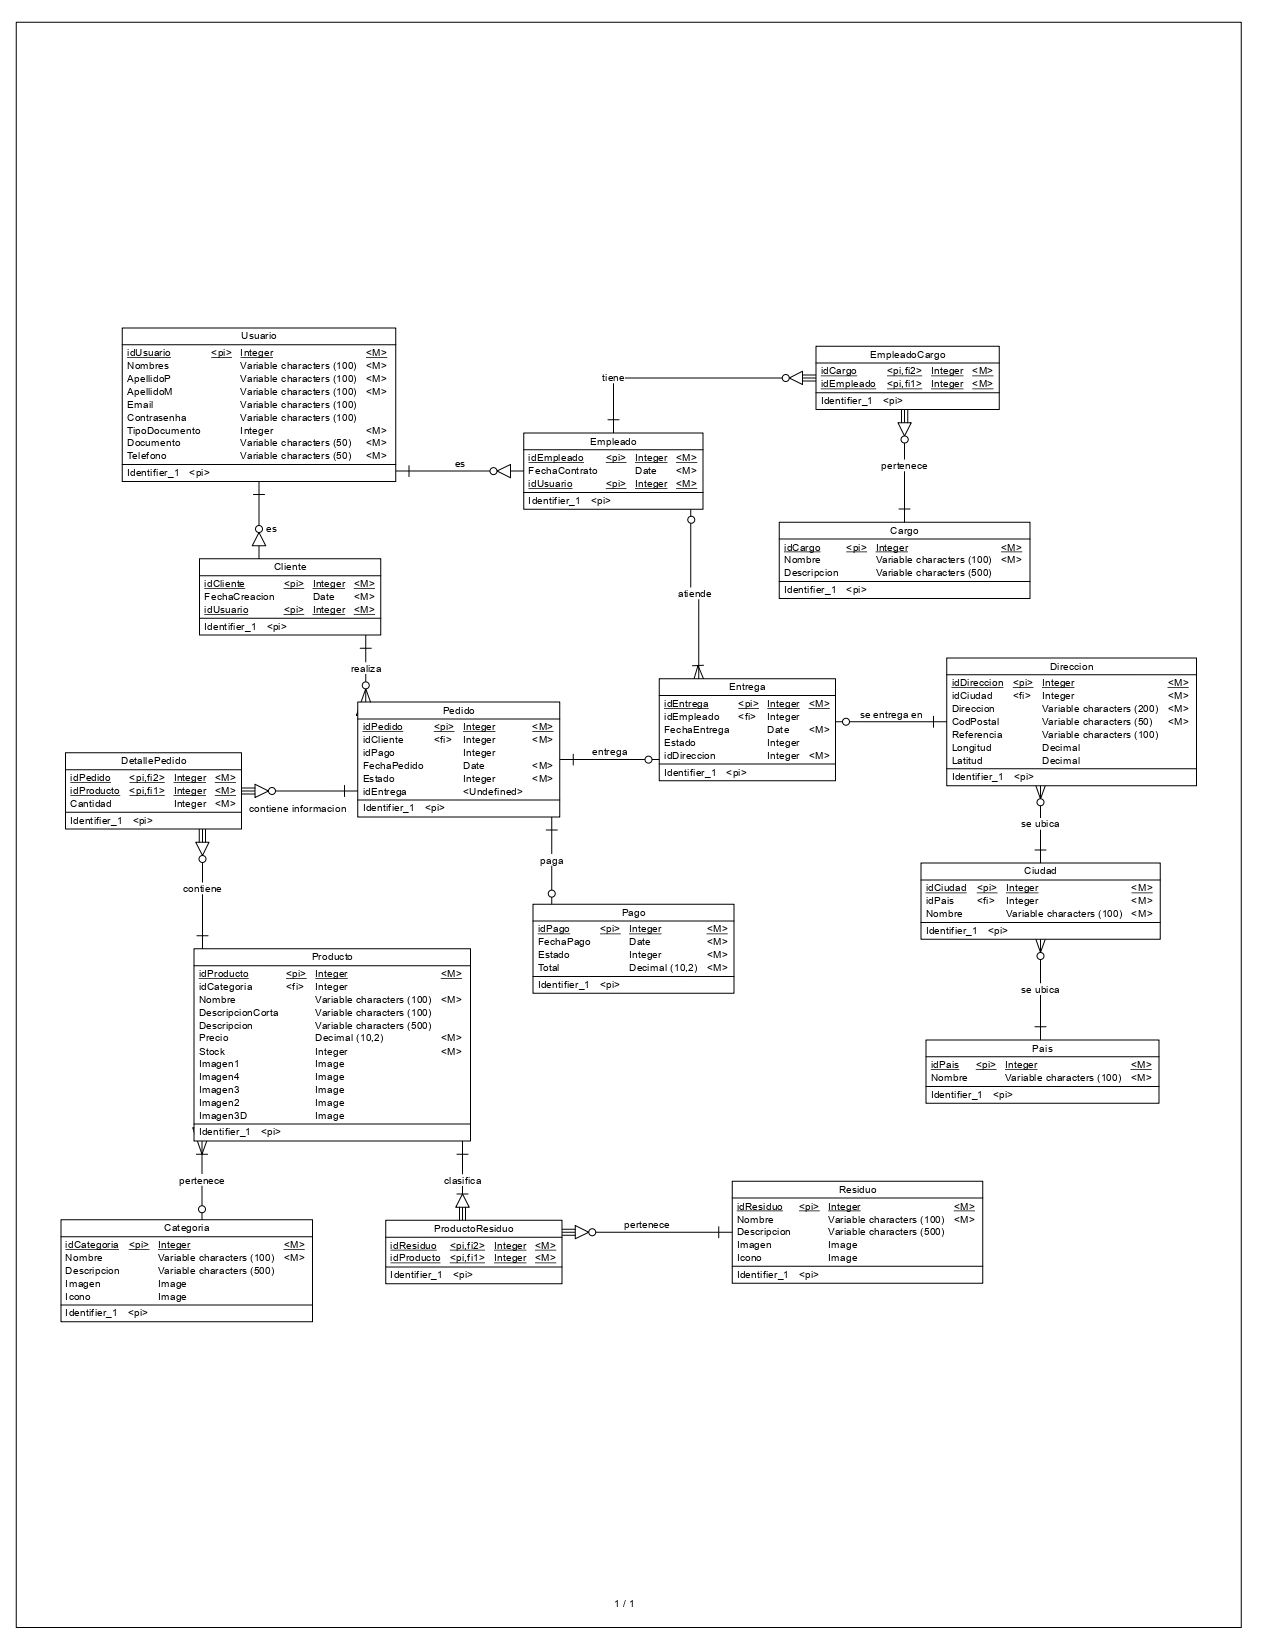 Usuario
idUsuario <pi> Integer <M>
Nombres Variable characters (100) <M>
ApellidoP Variable characters (100) <M>
ApellidoM Variable characters (100) <M>
Email Variable characters (100)
Contrasenha Variable characters (100)
TipoDocumento Integer <M>
Documento Variable characters (50) <M>
Telefono Variable characters (50) <M>
Identifier_1 <pi>
EmpleadoCargo
idCargo <pi,fi2> Integer <M>
idEmpleado <pi,fi1> Integer <M>
Identifier_1 <pi>
tiene
Empleado
idEmpleado <pi> Integer <M>
FechaContrato Date <M>
idUsuario <pi> Integer <M>
Identifier_1 <pi>
es
pertenece
es
Cargo
idCargo <pi> Integer <M>
Nombre Variable characters (100) <M>
Descripcion Variable characters (500)
Identifier_1 <pi>
Cliente
idCliente <pi> Integer <M>
FechaCreacion Date <M>
idUsuario <pi> Integer <M>
Identifier_1 <pi>
atiende
realiza
Direccion
idDireccion <pi> Integer <M>
idCiudad <fi> Integer <M>
Direccion Variable characters (200) <M>
CodPostal Variable characters (50) <M>
Referencia Variable characters (100)
Longitud Decimal
Latitud Decimal
Identifier_1 <pi>
Entrega
idEntrega <pi> Integer <M>
idEmpleado <fi> Integer
FechaEntrega Date <M>
Estado Integer
idDireccion Integer <M>
Identifier_1 <pi>
se entrega en
Pedido
idPedido <pi> Integer <M>
idCliente <fi> Integer <M>
idPago Integer
FechaPedido Date <M>
Estado Integer <M>
idEntrega <Undefined>
Identifier_1 <pi>
entrega
DetallePedido
idPedido <pi,fi2> Integer <M>
idProducto <pi,fi1> Integer <M>
Cantidad Integer <M>
Identifier_1 <pi>
contiene informacion
se ubica
paga
contiene
Ciudad
idCiudad <pi> Integer <M>
idPais <fi> Integer <M>
Nombre Variable characters (100) <M>
Identifier_1 <pi>
Pago
idPago <pi> Integer <M>
FechaPago Date <M>
Estado Integer <M>
Total Decimal (10,2) <M>
Identifier_1 <pi>
Producto
idProducto <pi> Integer <M>
idCategoria <fi> Integer
Nombre Variable characters (100) <M>
DescripcionCorta Variable characters (100)
Descripcion Variable characters (500)
Precio Decimal (10,2) <M>
Stock Integer <M>
Imagen1 Image
Imagen4 Image
Imagen3 Image
Imagen2 Image
Imagen3D Image
Identifier_1 <pi>
se ubica
Pais
idPais <pi> Integer <M>
Nombre Variable characters (100) <M>
Identifier_1 <pi>
pertenece
clasifica
Residuo
idResiduo <pi> Integer <M>
Nombre Variable characters (100) <M>
Descripcion Variable characters (500)
Imagen Image
Icono Image
Identifier_1 <pi>
Categoria
idCategoria <pi> Integer <M>
Nombre Variable characters (100) <M>
Descripcion Variable characters (500)
Imagen Image
Icono Image
Identifier_1 <pi>
ProductoResiduo
idResiduo <pi,fi2> Integer <M>
idProducto <pi,fi1> Integer <M>
Identifier_1 <pi>
pertenece
1 / 1